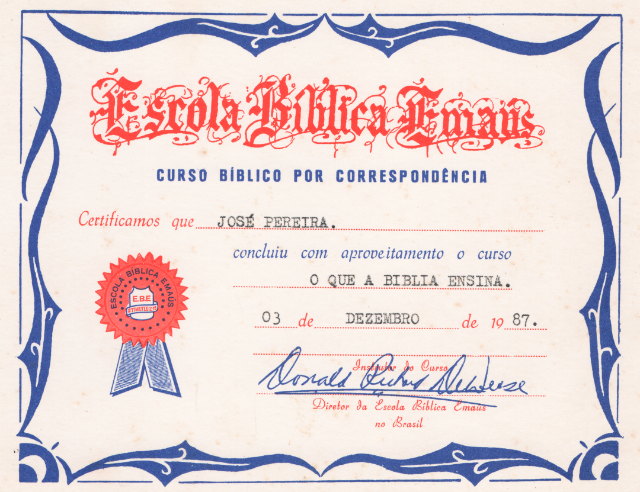 Escola Bíblica Emaús
CURSO BÍBLICO POR CORRESPONDÊNCIA
Certificamos que JOSÉ PEREIRA.
concluiu com aproveitamento o curso
O QUE A BIBLIA ENSINA.
03 de DEZEMBRO de 1987.
ESCOLA BÍBLICA EMAÚS
E.B.E
Instrutor do Curso
Donald
Diretor da Escola Bíblica Emaús
no Brasil